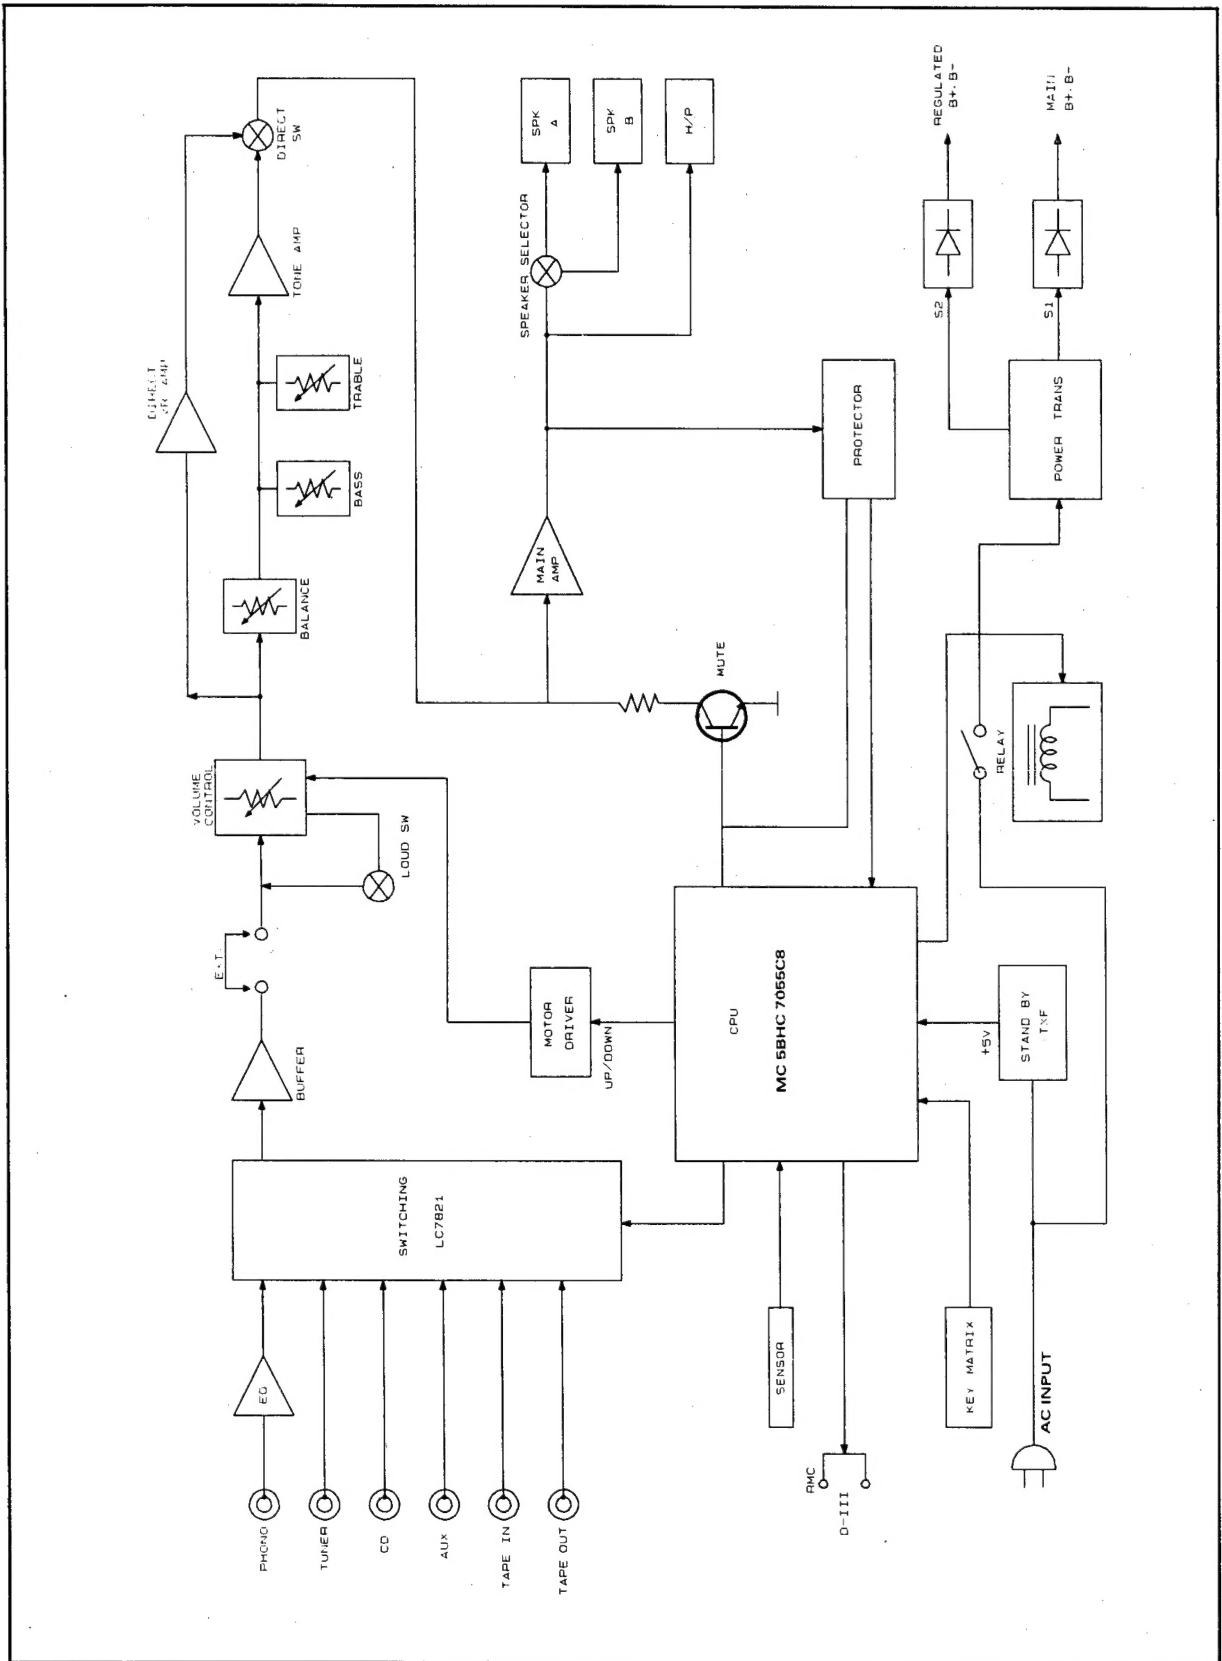 PHONO
TUNER
CD
AUX
TAPE IN
TAPE OUT
EQ
SWITCHING
LC7821
BUFFER
LOUD SW
VOLUME
CONTROL
BALANCE
BASS
TRABLE
TONE AMP
DIRECT
SW
MOTOR
DRIVER
UP/DOWN
MAIN
AMP
MUTE
SPEAKER SELECTOR
SPK
A
SPK
B
H/P
PROTECTOR
CPU
MC 5BHC 7055C8
SENSOR
RMC
D-III
KEY MATRIX
AC INPUT
STAND BY
+5V
RELAY
POWER TRANS
S2
S1
REGULATED
B+. B-
MAIN
B+. B-